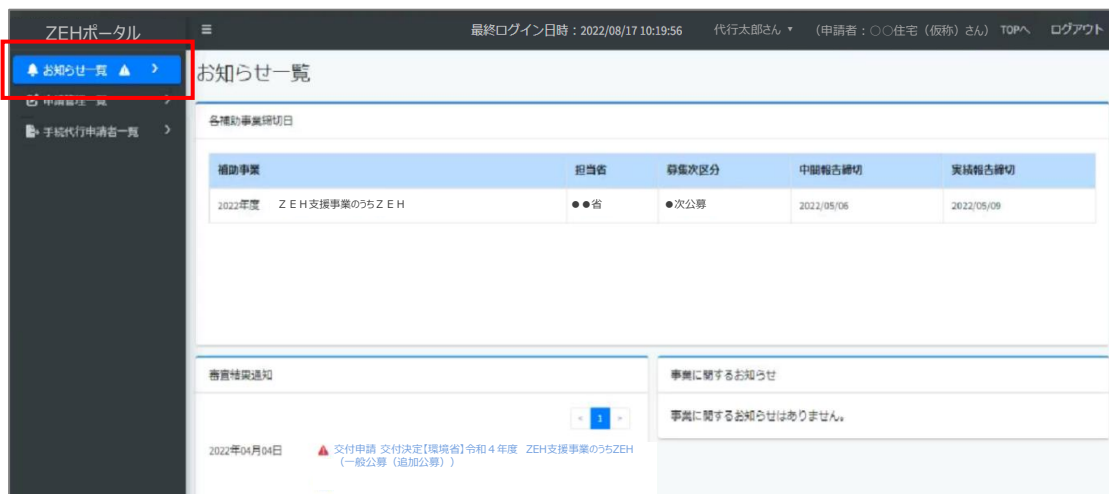 ZEHポータル
最終ログイン日時：2022/08/17 10:19:56 代行太郎さん ▼ （申請者：○○住宅（仮称）さん） TOPへ ログアウト
お知らせ一覧
申請管理一覧
手続代行申請者一覧
お知らせ一覧
各補助事業締切日
補助事業 担当省 募集次区分 中間報告締切 実績報告締切
2022年度 ＺＥＨ支援事業のうちＺＥＨ ●●省 ●次公募 2022/05/06 2022/05/09
審査結果通知
< 1 >
2022年04月04日 交付申請 交付決定【環境省】令和４年度 ZEH支援事業のうちZEH
（一般公募（追加公募））
事業に関するお知らせ
事業に関するお知らせはありません。